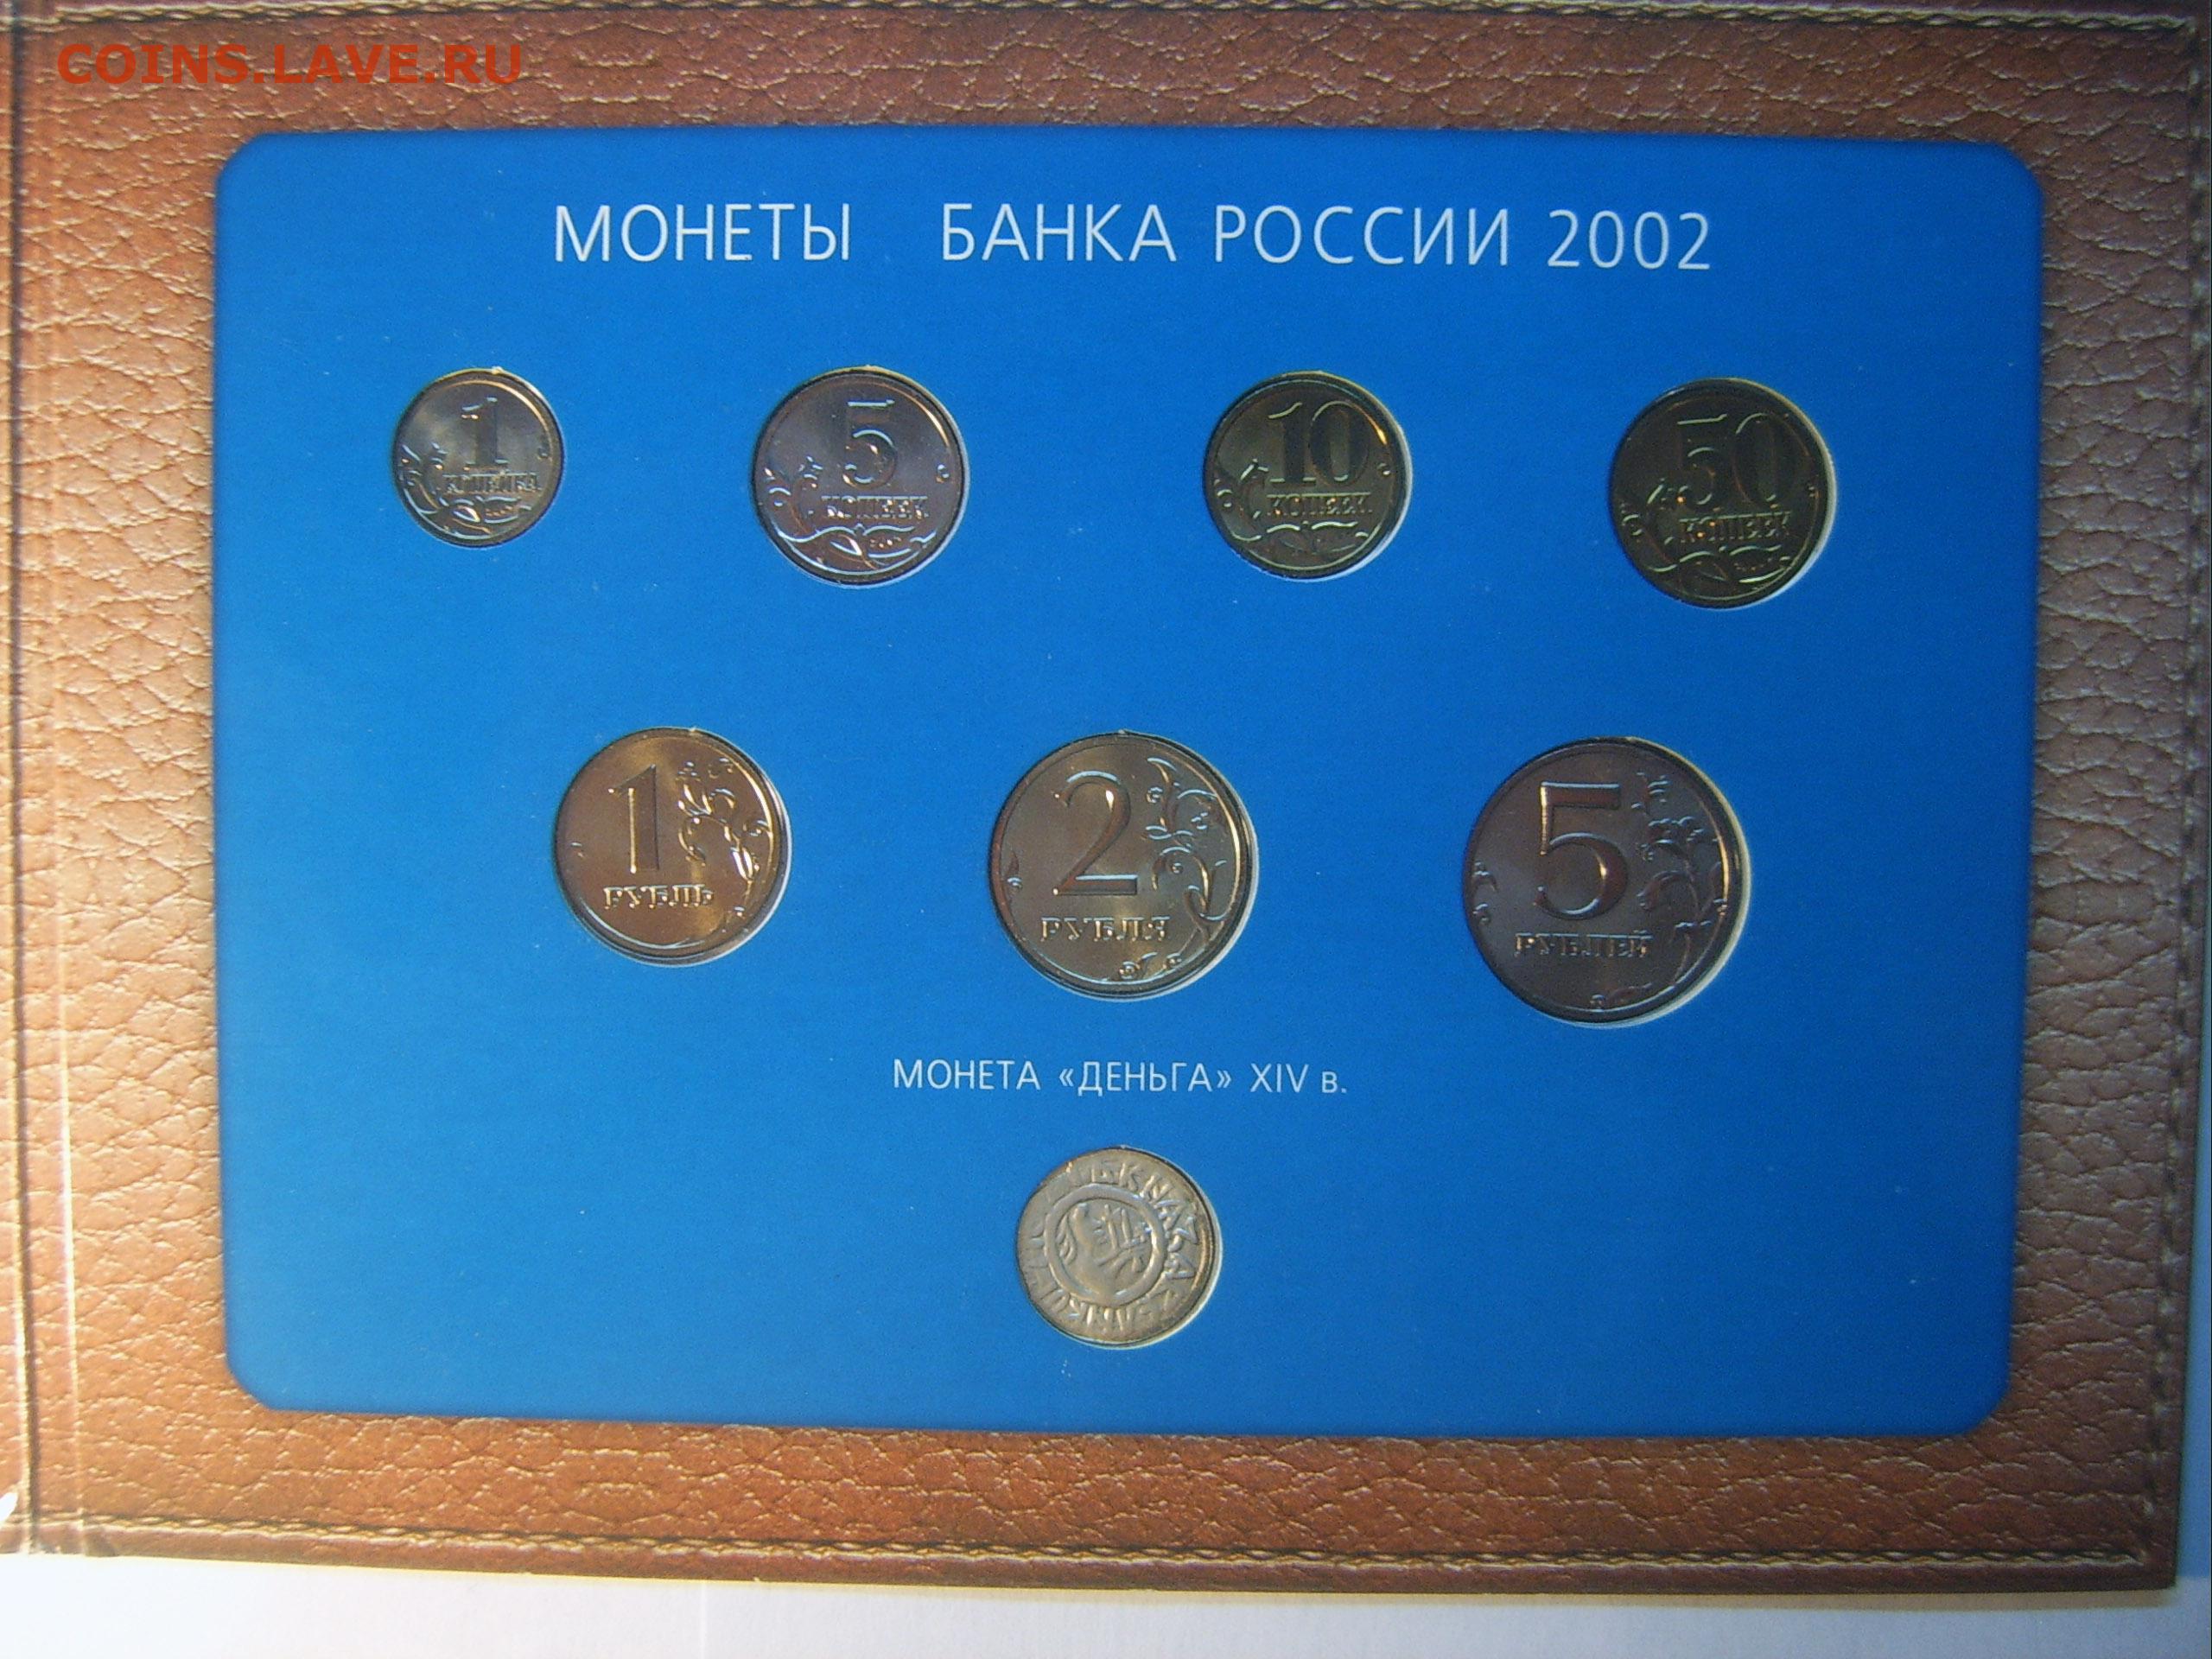 COINS.LAVE.RU
МОНЕТЫ БАНКА РОССИИ 2002
1
КОПЕЙКА
5
КОПЕЕК
10
КОПЕЕК
50
КОПЕЕК
1
РУБЛЬ
2
РУБЛЯ
5
РУБЛЕЙ
МОНЕТА «ДЕНЬГА» XIV в.